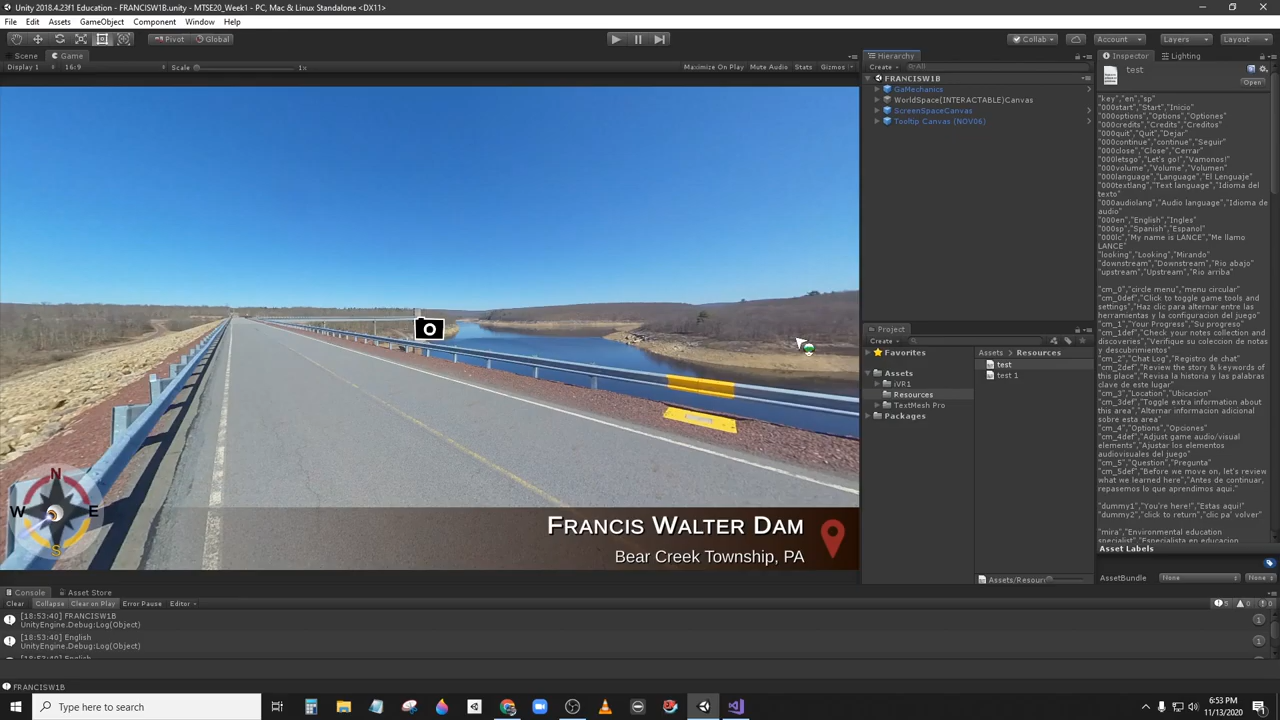 Unity 2018.4.23f1 Education - FRANCISW1B.unity - MTSE20_Week1 - PC, Mac & Linux Standalone <DX11>
File Edit Assets GameObject Component Window Help
Pivot Global Collab Account Layers Layout
Scene Game
Display 1 16:9 Scale 1x Maximize On Play Mute Audio Stats Gizmos
N
W E
S
FRANCIS WALTER DAM
Bear Creek Township, PA
Hierarchy
Create All
FRANCISW1B
GaMechanics
WorldSpace(INTERACTABLE)Canvas
ScreenSpaceCanvas
Tooltip Canvas (NOV06)
Project
Create
Favorites
Assets
iVR1
Resources
TextMesh Pro
Packages
Assets Resources
test
test 1
Assets/Resour
Inspector Lighting
test
Open
"key","en","sp"
"000start","Start","Inicio"
"000options","Options","Optiones"
"000credits","Credits","Creditos"
"000quit","Quit","Dejar"
"000continue","continue","Seguir"
"000close","Close","Cerrar"
"000letsgo","Let's go!","Vamonos!"
"000volume","Volume","Volumen"
"000language","Language","El Lenguaje"
"000textlang","Text language","Idioma del
texto"
"000audiolang","Audio language","Idioma de
audio"
"000en","English","Ingles"
"000sp","Spanish","Espanol"
"000lc","My name is LANCE","Me llamo
LANCE"
"looking","Looking","Mirando"
"downstream","Downstream","Rio abajo"
"upstream","Upstream","Rio arriba"
"cm_0","circle menu","menu circular"
"cm_0def","Click to toggle game tools and
settings","Haz clic para alternar entre las
herramientas y la configuracion del juego"
"cm_1","Your Progress","Su progreso"
"cm_1def","Check your notes collection and
discoveries","Verifique su coleccion de notas
y descubrimientos"
"cm_2","Chat Log","Registro de chat"
"cm_2def","Review the story & keywords of
this place","Revisa la historia y las palabras
clave de este lugar"
"cm_3","Location","Ubicacion"
"cm_3def","Toggle extra information about
this area","Alternar informacion adicional
sobre esta area"
"cm_4","Options","Opciones"
"cm_4def","Adjust game audio/visual
elements","Ajustar los elementos
audiovisuales del juego"
"cm_5","Question","Pregunta"
"cm_5def","Before we move on, let's review
what we learned here","Antes de continuar,
repasemos lo que aprendimos aqui."
"dummy1","You're here!","Estas aqui!"
"dummy2","click to return","clic pa' volver"
"mira","Environmental education
specialist","Especialista en educacion
Asset Labels
AssetBundle None None
Console Asset Store
Clear Collapse Clear on Play Error Pause Editor 5 0 0
[18:53:40] FRANCISW1B
UnityEngine.Debug:Log(Object) 1
[18:53:40] English
UnityEngine.Debug:Log(Object) 1
[18:53:40] English
FRANCISW1B
Type here to search
6:53 PM
11/13/2020